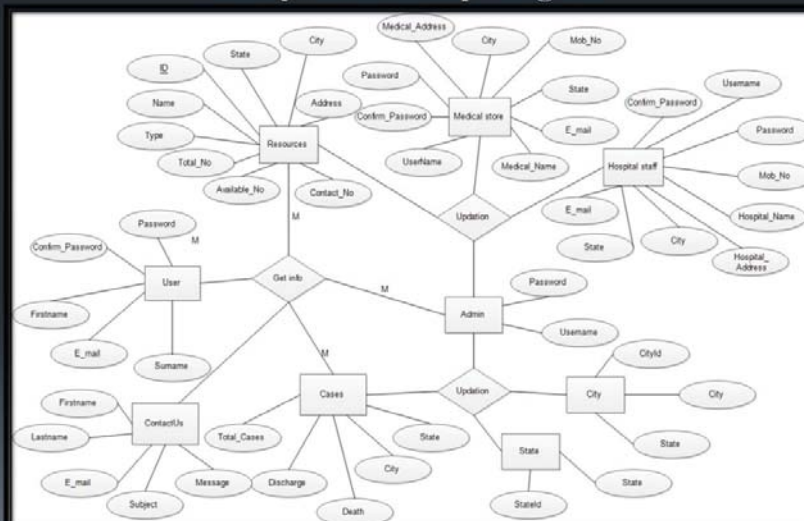 Medical_Address
City
City
Mob_No
State
ID
Username
Password
Confirm_Password
Name
Address
State
Confirm_Password
Medical store
Password
Type
Resources
E_mail
Total_No
UserName
Medical_Name
Hospital staff
Mob_No
Available_No
Contact_No
E_mail
Updation
Hospital_Name
M
Password
State
City
Hospital_
Address
M
Confirm_Password
User
Get info
M
Password
Firstname
Admin
Username
E_mail
Surname
M
CityId
Firstname
Cases
Updation
City
City
ContactUs
Lastname
Total_Cases
State
State
State
City
E_mail
Message
Discharge
State
Subject
Death
StateId